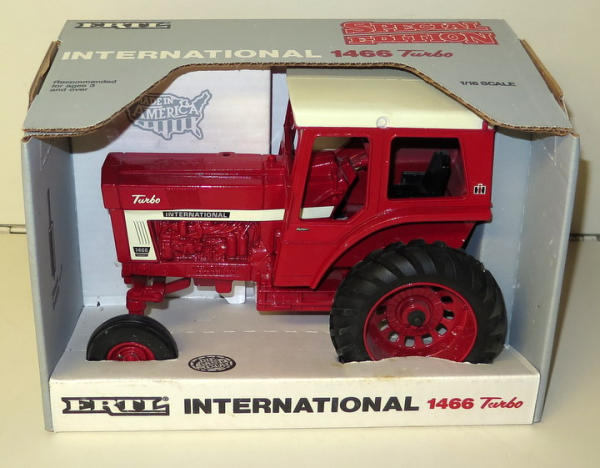 ERTL
SPECIAL
EDITION
INTERNATIONAL 1466 Turbo
Recommended
for ages 3
and over
1/16 SCALE
MADE IN
AMERICA
Turbo
INTERNATIONAL
1466
IH
ERTL INTERNATIONAL 1466 Turbo